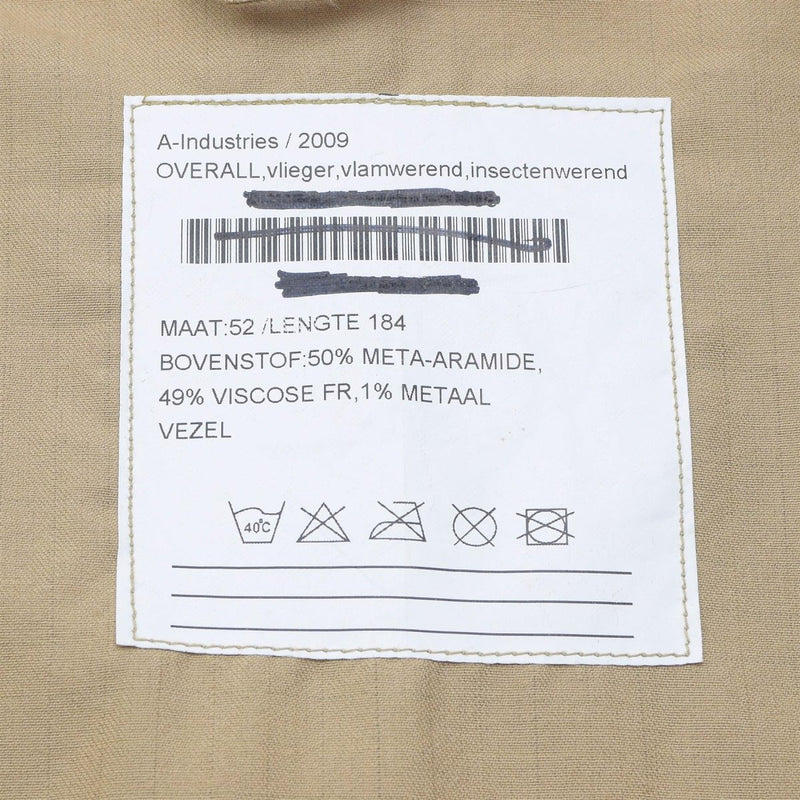 A-Industries / 2009
OVERALL,vlieger,vlamwerend,insectenwerend
MAAT:52 /LENGTE 184
BOVENSTOF:50% META-ARAMIDE,
49% VISCOSE FR,1% METAAL
VEZEL
40°C